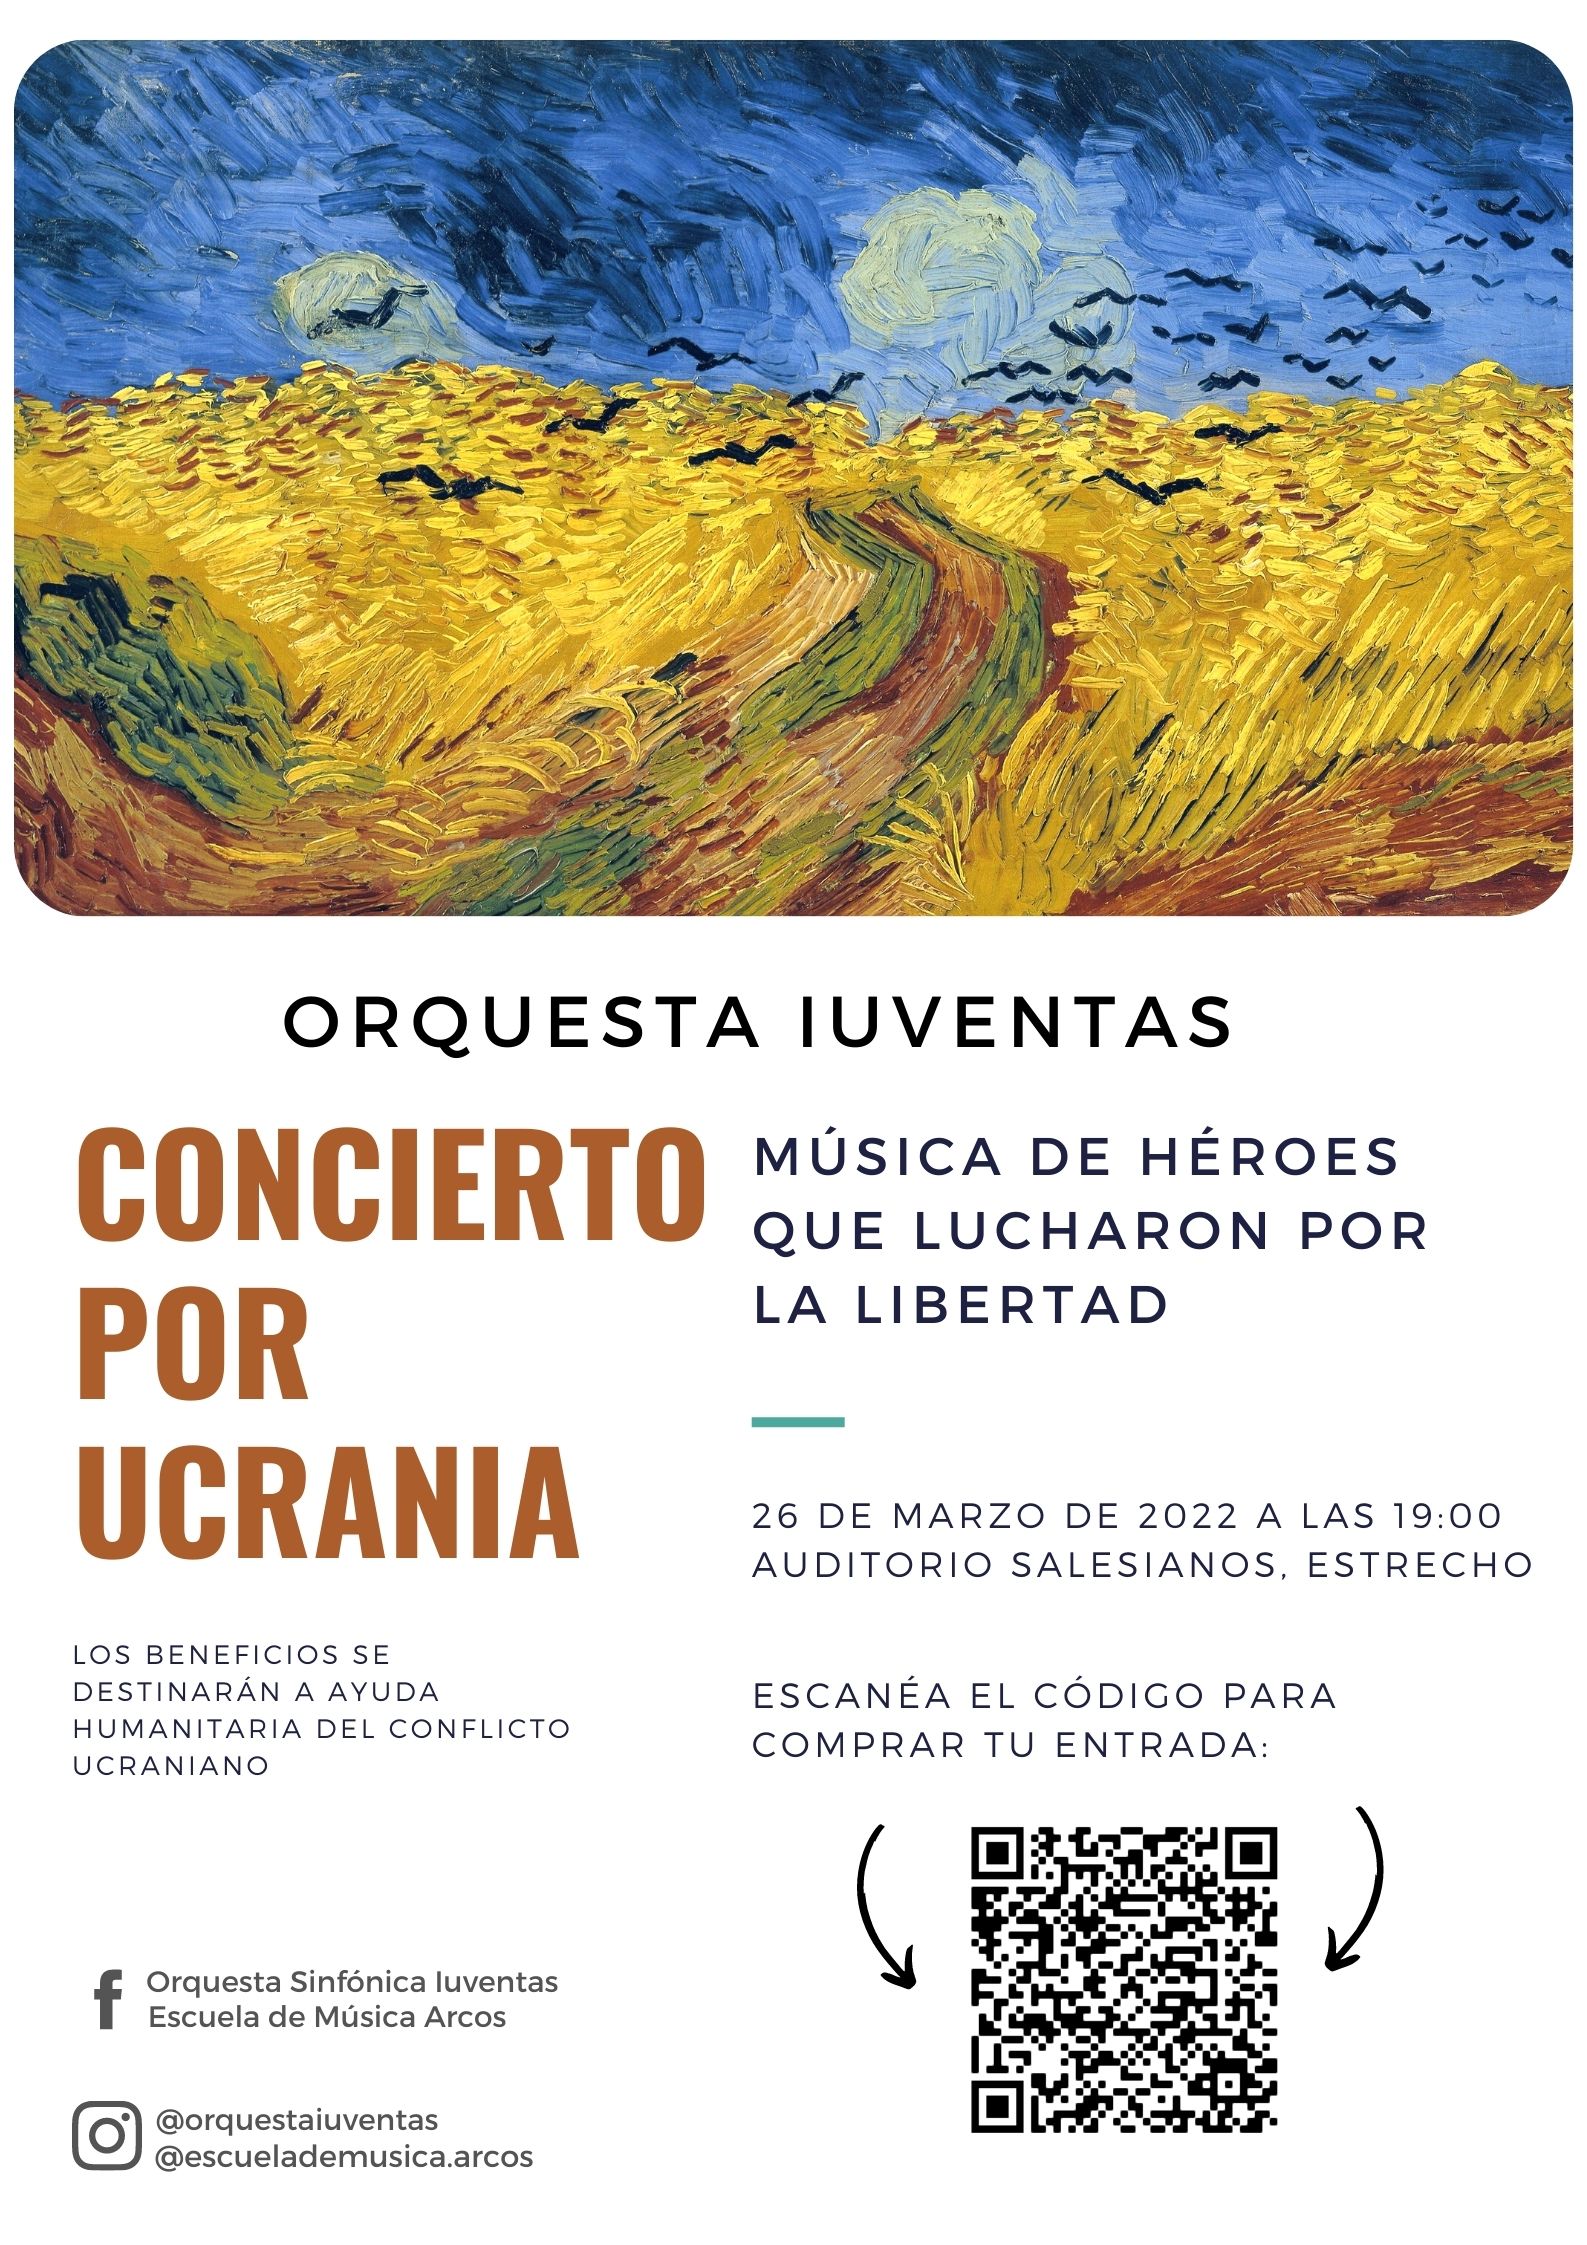 ORQUESTA IUVENTAS
CONCIERTO
POR
UCRANIA
MÚSICA DE HÉROES
QUE LUCHARON POR
LA LIBERTAD
26 DE MARZO DE 2022 A LAS 19:00
AUDITORIO SALESIANOS, ESTRECHO
LOS BENEFICIOS SE
DESTINARÁN A AYUDA
HUMANITARIA DEL CONFLICTO
UCRANIANO
ESCANÉA EL CÓDIGO PARA
COMPRAR TU ENTRADA:
Orquesta Sinfónica Iuventas
Escuela de Música Arcos
@orquestaiuventas
@escuelademusica.arcos